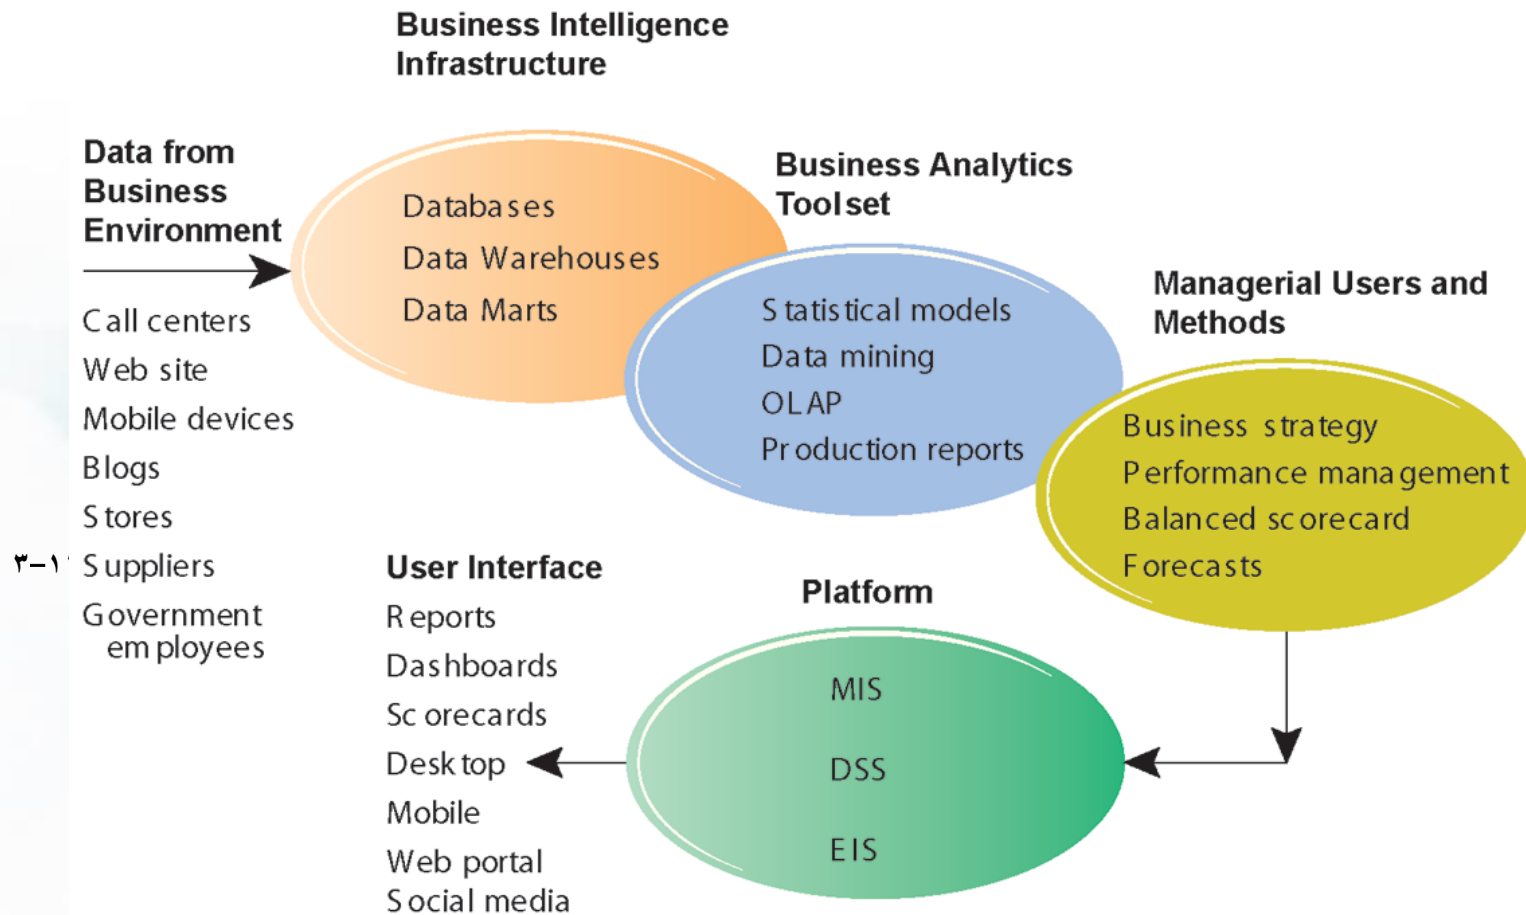 Business Intelligence
Infrastructure
Data from
Business
Environment
Call centers
Web site
Mobile devices
Blogs
Stores
Suppliers
Government
employees
Databases
Data Warehouses
Data Marts
Business Analytics
Toolset
Statistical models
Data mining
OLAP
Production reports
Managerial Users and
Methods
Business strategy
Performance management
Balanced scorecard
Forecasts
Platform
MIS
DSS
EIS
User Interface
Reports
Dashboards
Scorecards
Desktop
Mobile
Web portal
Social media